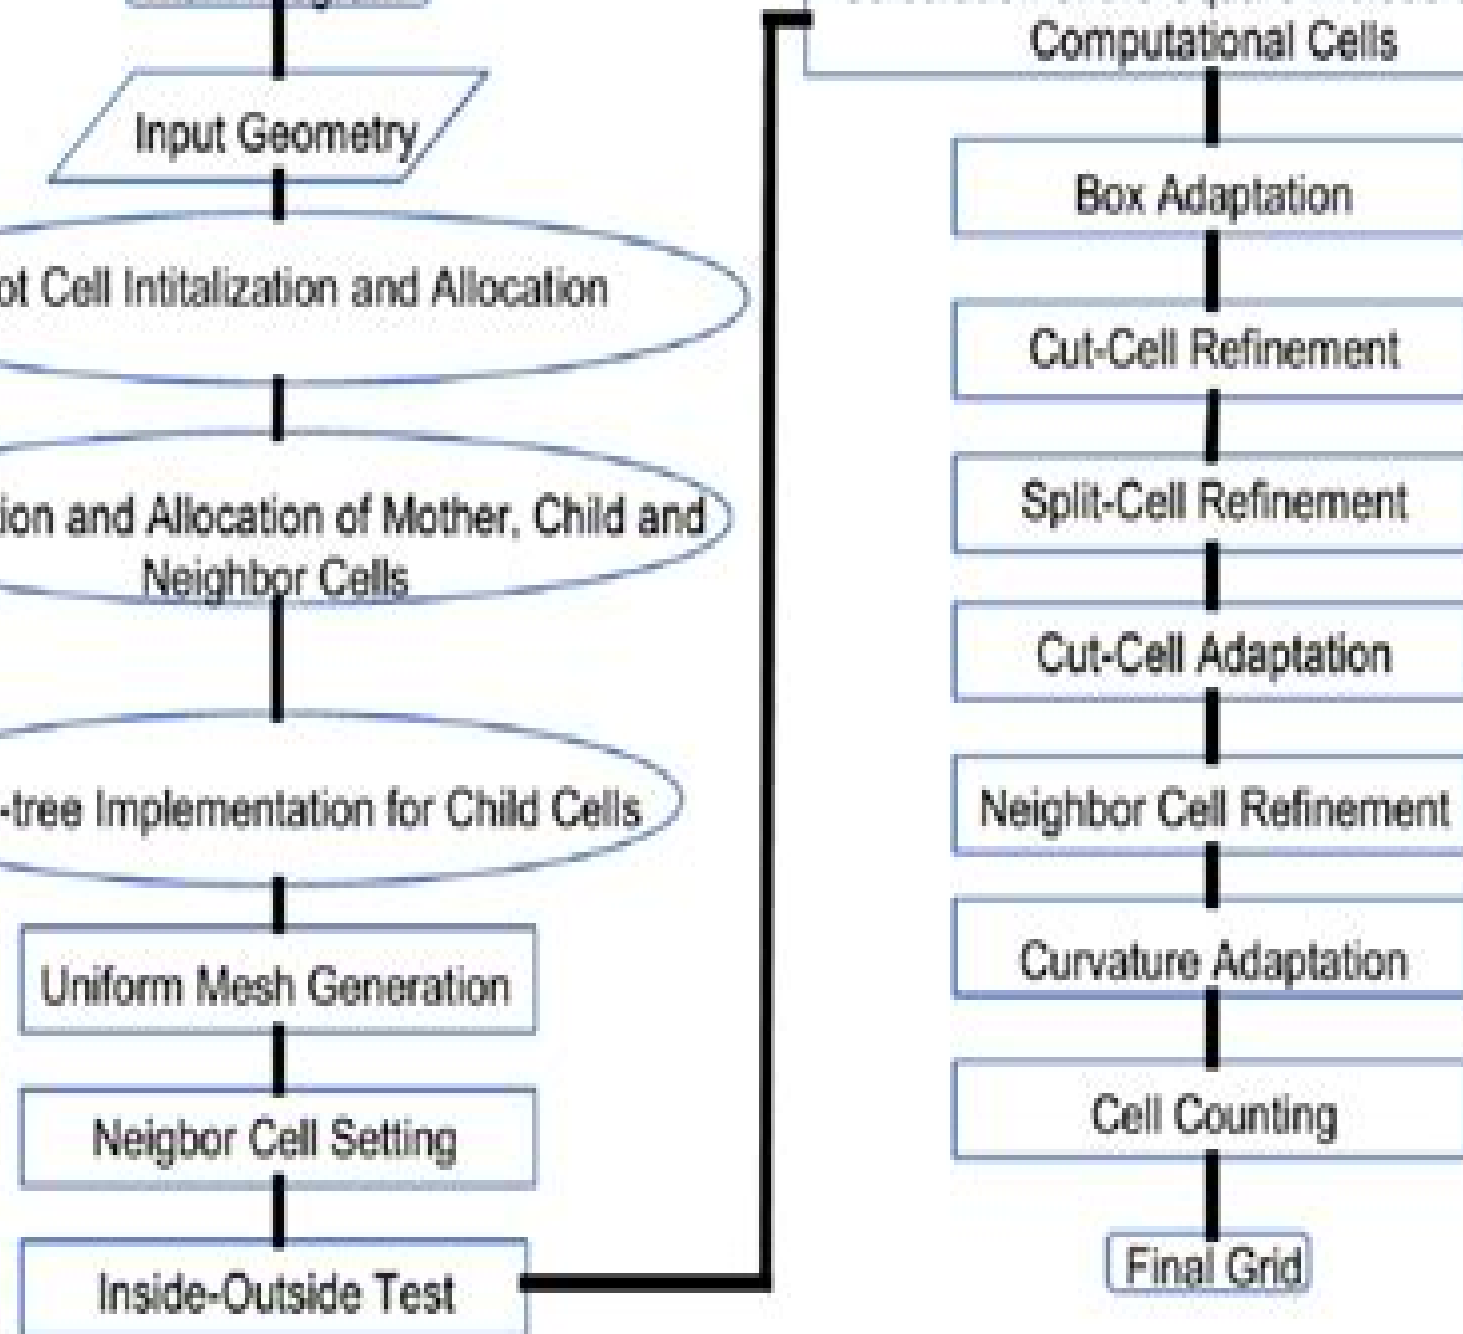 Input Geometry
ot Cell Intitalization and Allocation
ion and Allocation of Mother, Child and
Neighbor Cells
-tree Implementation for Child Cells
Uniform Mesh Generation
Neigbor Cell Setting
Inside-Outside Test
Computational Cells
Box Adaptation
Cut-Cell Refinement
Split-Cell Refinement
Cut-Cell Adaptation
Neighbor Cell Refinement
Curvature Adaptation
Cell Counting
Final Grid